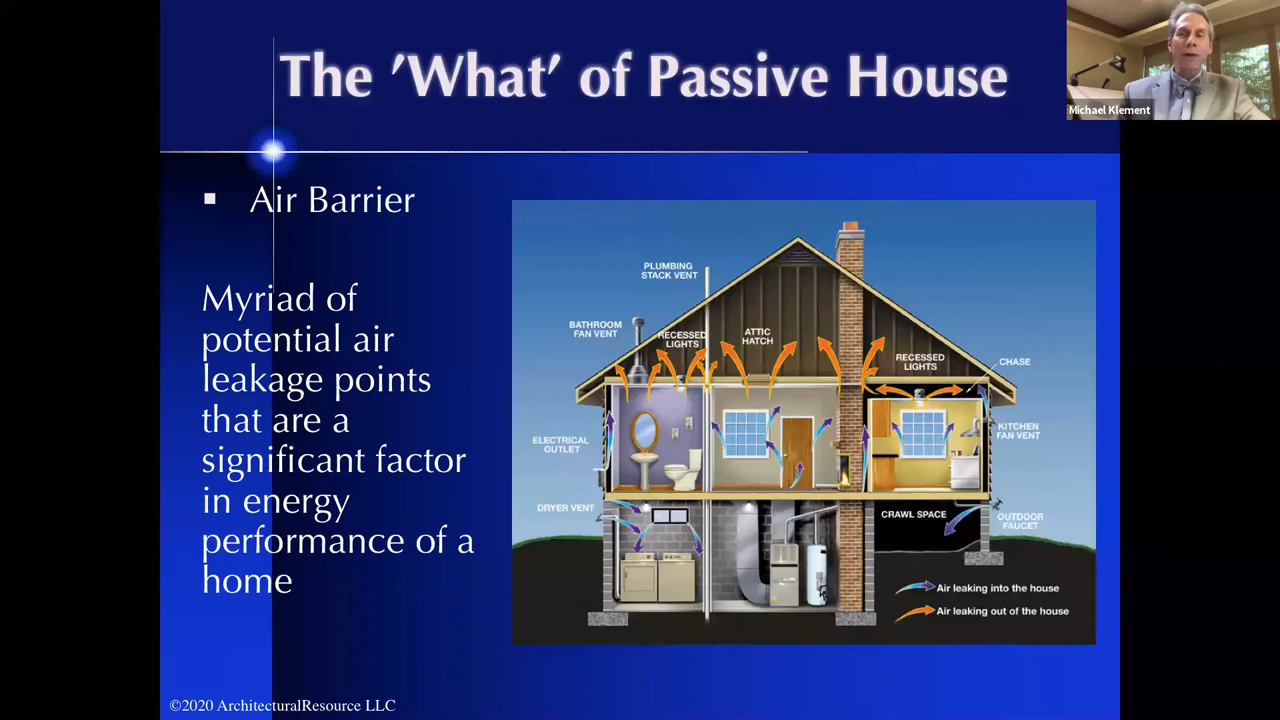 The 'What' of Passive House
Michael Klement
▪ Air Barrier
Myriad of
potential air
leakage points
that are a
significant factor
in energy
performance of a
home
PLUMBING
STACK VENT
BATHROOM
FAN VENT
RECESSED
LIGHTS
ATTIC
HATCH
RECESSED
LIGHTS
CHASE
ELECTRICAL
OUTLET
KITCHEN
FAN VENT
DRYER VENT
CRAWL SPACE
OUTDOOR
FAUCET
Air leaking into the house
Air leaking out of the house
©2020 ArchitecturalResource LLC